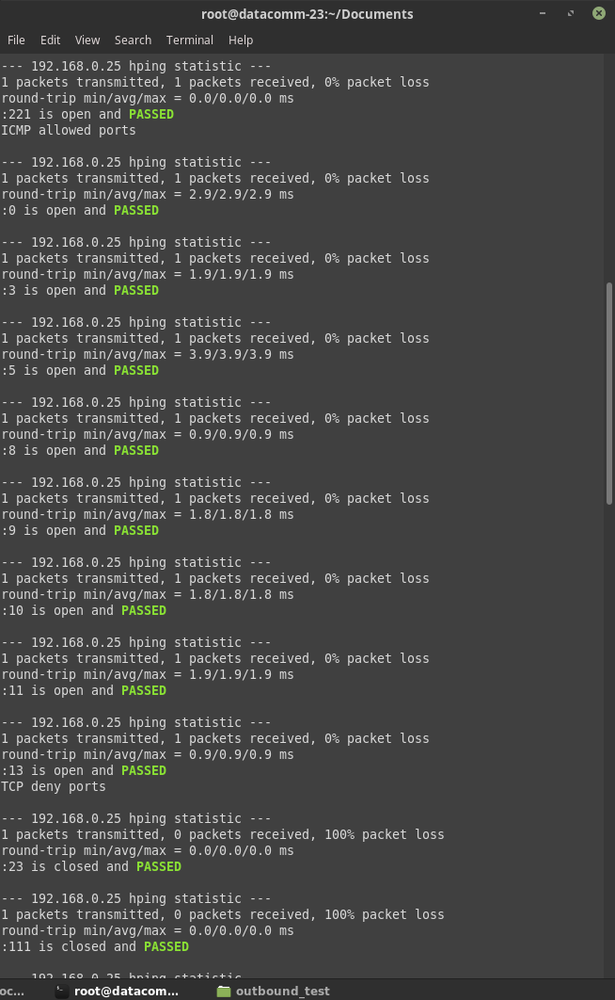 root@datacomm-23:~/Documents
File Edit View Search Terminal Help
--- 192.168.0.25 hping statistic ---
1 packets transmitted, 1 packets received, 0% packet loss
round-trip min/avg/max = 0.0/0.0/0.0 ms
:221 is open and PASSED
ICMP allowed ports
--- 192.168.0.25 hping statistic ---
1 packets transmitted, 1 packets received, 0% packet loss
round-trip min/avg/max = 2.9/2.9/2.9 ms
:0 is open and PASSED
--- 192.168.0.25 hping statistic ---
1 packets transmitted, 1 packets received, 0% packet loss
round-trip min/avg/max = 1.9/1.9/1.9 ms
:3 is open and PASSED
--- 192.168.0.25 hping statistic ---
1 packets transmitted, 1 packets received, 0% packet loss
round-trip min/avg/max = 3.9/3.9/3.9 ms
:5 is open and PASSED
--- 192.168.0.25 hping statistic ---
1 packets transmitted, 1 packets received, 0% packet loss
round-trip min/avg/max = 0.9/0.9/0.9 ms
:8 is open and PASSED
--- 192.168.0.25 hping statistic ---
1 packets transmitted, 1 packets received, 0% packet loss
round-trip min/avg/max = 1.8/1.8/1.8 ms
:9 is open and PASSED
--- 192.168.0.25 hping statistic ---
1 packets transmitted, 1 packets received, 0% packet loss
round-trip min/avg/max = 1.8/1.8/1.8 ms
:10 is open and PASSED
--- 192.168.0.25 hping statistic ---
1 packets transmitted, 1 packets received, 0% packet loss
round-trip min/avg/max = 1.9/1.9/1.9 ms
:11 is open and PASSED
--- 192.168.0.25 hping statistic ---
1 packets transmitted, 1 packets received, 0% packet loss
round-trip min/avg/max = 0.9/0.9/0.9 ms
:13 is open and PASSED
TCP deny ports
--- 192.168.0.25 hping statistic ---
1 packets transmitted, 0 packets received, 100% packet loss
round-trip min/avg/max = 0.0/0.0/0.0 ms
:23 is closed and PASSED
--- 192.168.0.25 hping statistic ---
1 packets transmitted, 0 packets received, 100% packet loss
round-trip min/avg/max = 0.0/0.0/0.0 ms
:111 is closed and PASSED
--- 192.168.0.25 hping statistic ---
oc... root@datacom... outbound_test